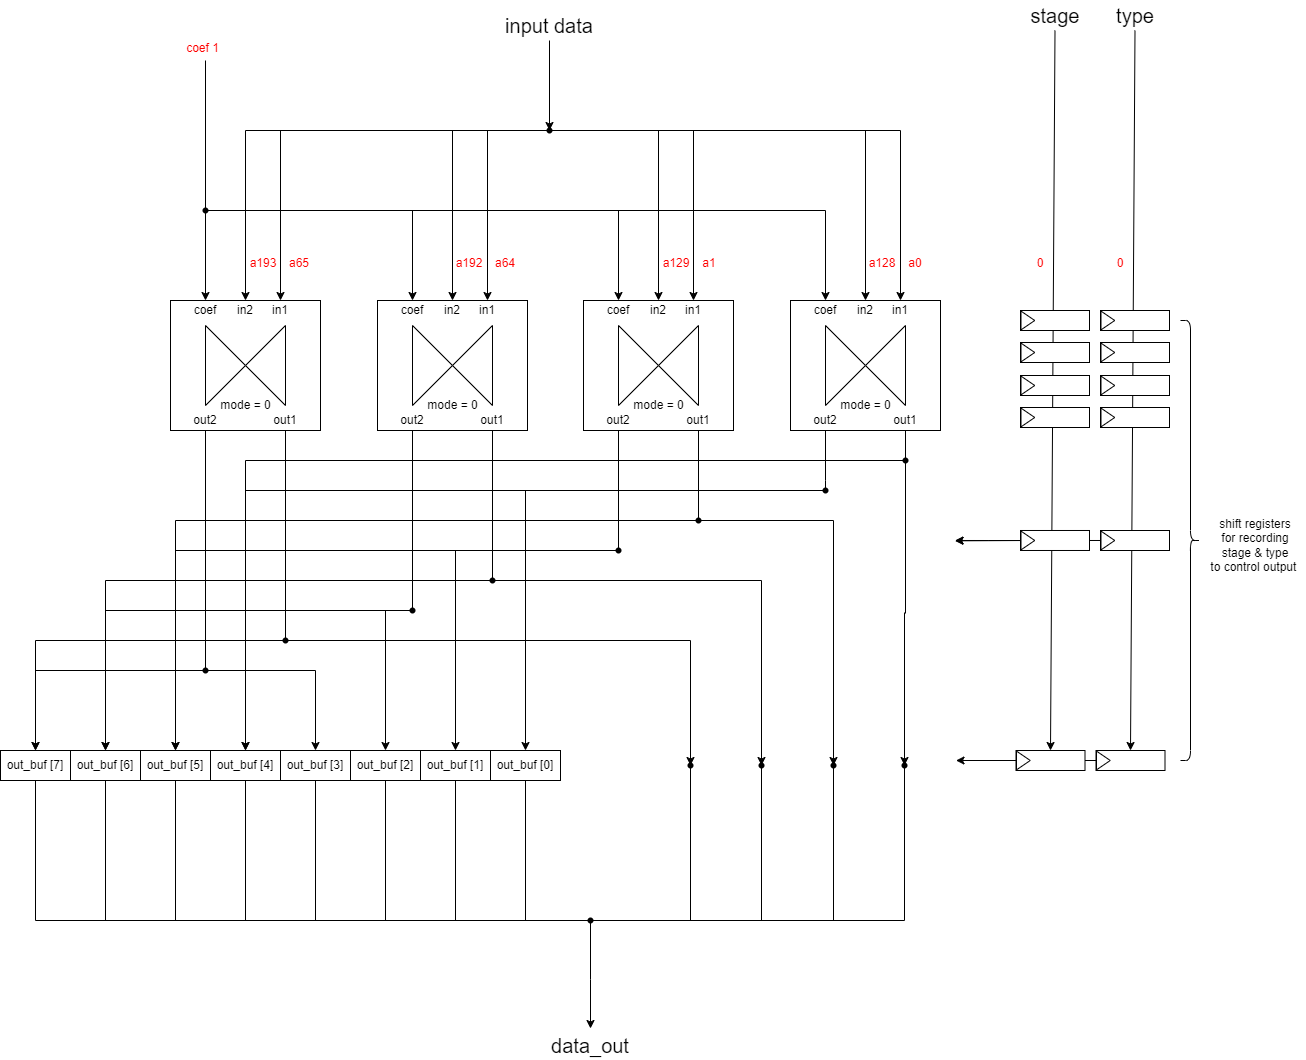 stage type
input data
coef 1
a193 a65 a192 a64 a129 a1 a128 a0 0 0
coef in2 in1 coef in2 in1 coef in2 in1 coef in2 in1
mode = 0 mode = 0 mode = 0 mode = 0
out2 out1 out2 out1 out2 out1 out2 out1
shift registers
for recording
stage & type
to control output
out_buf [7] out_buf [6] out_buf [5] out_buf [4] out_buf [3] out_buf [2] out_buf [1] out_buf [0]
data_out